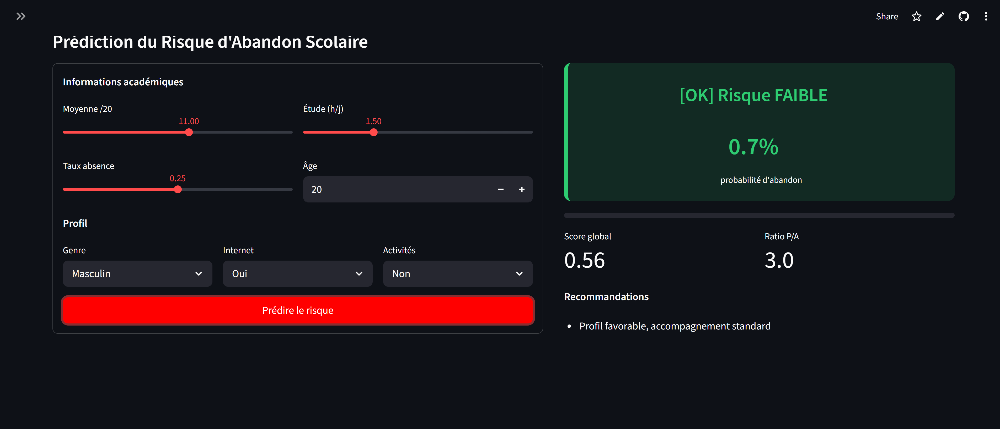 Share
Prédiction du Risque d'Abandon Scolaire
Informations académiques
Moyenne /20
11.00
Étude (h/j)
1.50
Taux absence
0.25
Âge
20
Profil
Genre
Masculin
Internet
Oui
Activités
Non
Prédire le risque
[OK] Risque FAIBLE
0.7%
probabilité d'abandon
Score global
0.56
Ratio P/A
3.0
Recommandations
• Profil favorable, accompagnement standard